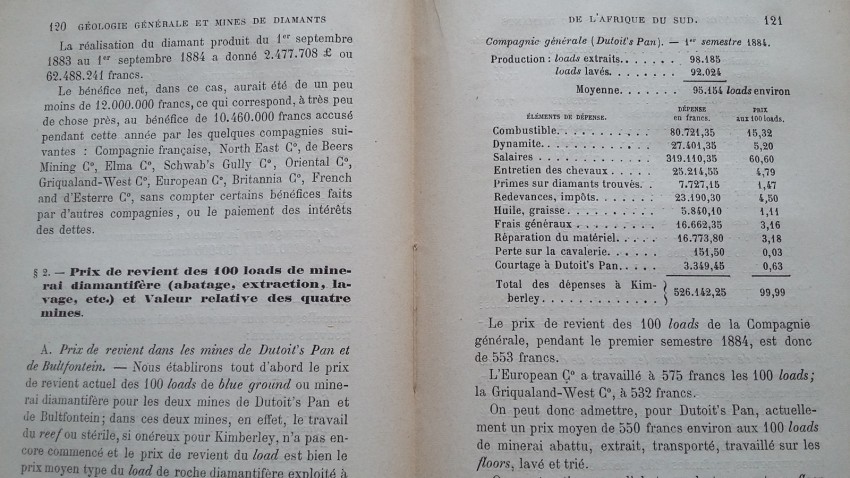 120 GÉOLOGIE GÉNÉRALE ET MINES DE DIAMANTS
La réalisation du diamant produit du 1er septembre
1883 au 1er septembre 1884 a donné 2.477.708 £ ou
62.488.241 francs.
Le bénéfice net, dans ce cas, aurait été de un peu
moins de 12.000.000 francs, ce qui correspond, à très peu
de chose près, au bénéfice de 10.460.000 francs accusé
pendant cette année par les quelques compagnies sui-
vantes : Compagnie française, North East Co, de Beers
Mining Co, Elma Co, Schwab's Gully Co, Oriental Co,
Griqualand-West Co, European Co, Britannia Co, French
and d'Esterre Co, sans compter certains bénéfices faits
par d'autres compagnies, ou le paiement des intérêts
des dettes.
§ 2. — Prix de revient des 100 loads de mine-
rai diamantifère (abatage, extraction, la-
vage, etc.) et Valeur relative des quatre
mines.
A. Prix de revient dans les mines de Dutoit's Pan et
de Bultfontein. — Nous établirons tout d'abord le prix
de revient actuel des 100 loads de blue ground ou mine-
rai diamantifère pour les deux mines de Dutoit's Pan et
de Bultfontein; dans ces deux mines, en effet, le travail
du reef ou stérile, si onéreux pour Kimberley, n'a pas en-
core commencé et le prix de revient du load est bien le
prix moyen type du load de roche diamantifère exploité à
DE L'AFRIQUE DU SUD. 121
Compagnie générale (Dutoit's Pan). — 1er semestre 1884.
Production : loads extraits....... 98.185
loads lavés........ 92.024
Moyenne....... 95.154 loads environ
ÉLÉMENTS DE DÉPENSE. DÉPENSE en francs. PRIX aux 100 loads.
Combustible............ 80.721,35 15,32
Dynamite............. 27.401,35 5,20
Salaires ............. 319.110,35 60,60
Entretien des chevaux..... 25.214,55 4,79
Primes sur diamants trouvés. . 7.727,15 1,47
Redevances, impôts....... 23.190,30 4,50
Huile, graisse.......... 5.840,10 1,11
Frais généraux ......... 16.662,35 3,16
Réparation du matériel..... 16.773,80 3,18
Perte sur la cavalerie...... 151,50 0,03
Courtage à Dutoit's Pan..... 3.349,45 0,63
Total des dépenses à Kim-
berley............. 526.142,25 99,99
Le prix de revient des 100 loads de la Compagnie
générale, pendant le premier semestre 1884, est donc
de 553 francs.
L'European Co a travaillé à 575 francs les 100 loads;
la Griqualand-West Co, à 532 francs.
On peut donc admettre, pour Dutoit's Pan, actuelle-
ment un prix moyen de 550 francs environ aux 100 loads
de minerai abattu, extrait, transporté, travaillé sur les
floors, lavé et trié.